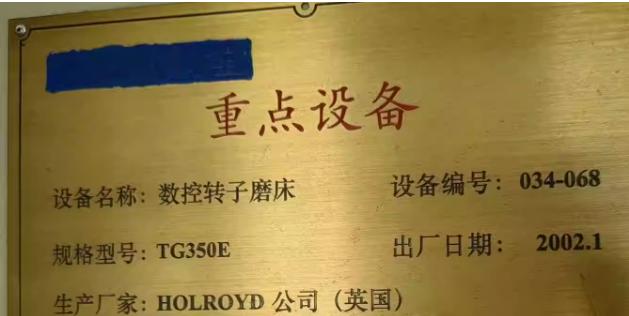 重点设备
设备名称：数控转子磨床 设备编号：034-068
规格型号：TG350E 出厂日期：2002.1
生产厂家：HOLROYD 公司（英国）